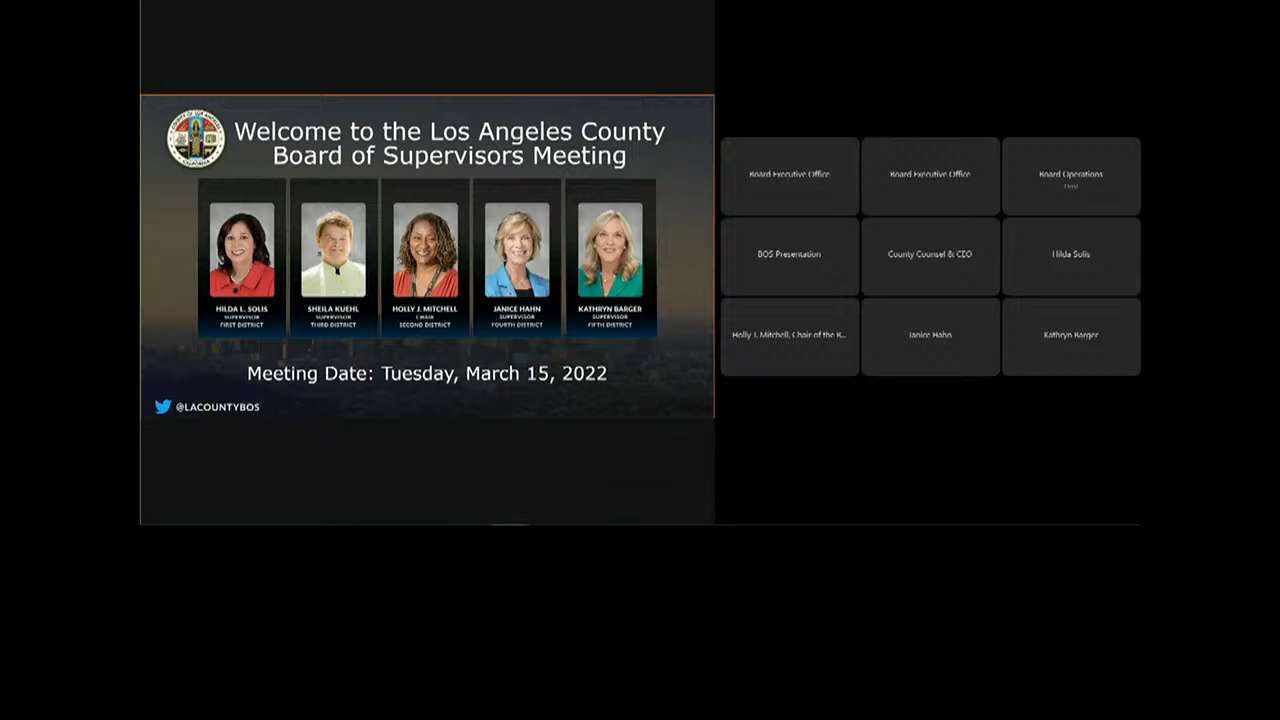 Welcome to the Los Angeles County
Board of Supervisors Meeting
HILDA L. SOLIS
SUPERVISOR
FIRST DISTRICT
SHEILA KUEHL
SUPERVISOR
THIRD DISTRICT
HOLLY J. MITCHELL
CHAIR
SECOND DISTRICT
JANICE HAHN
SUPERVISOR
FOURTH DISTRICT
KATHRYN BARGER
SUPERVISOR
FIFTH DISTRICT
Meeting Date: Tuesday, March 15, 2022
@LACOUNTYBOS
Board Executive Office
Board Executive Office
Board Operations
BOS Presentation
County Counsel & CEO
Hilda Solis
Holly J. Mitchell, Chair of the B...
Janice Hahn
Kathryn Barger